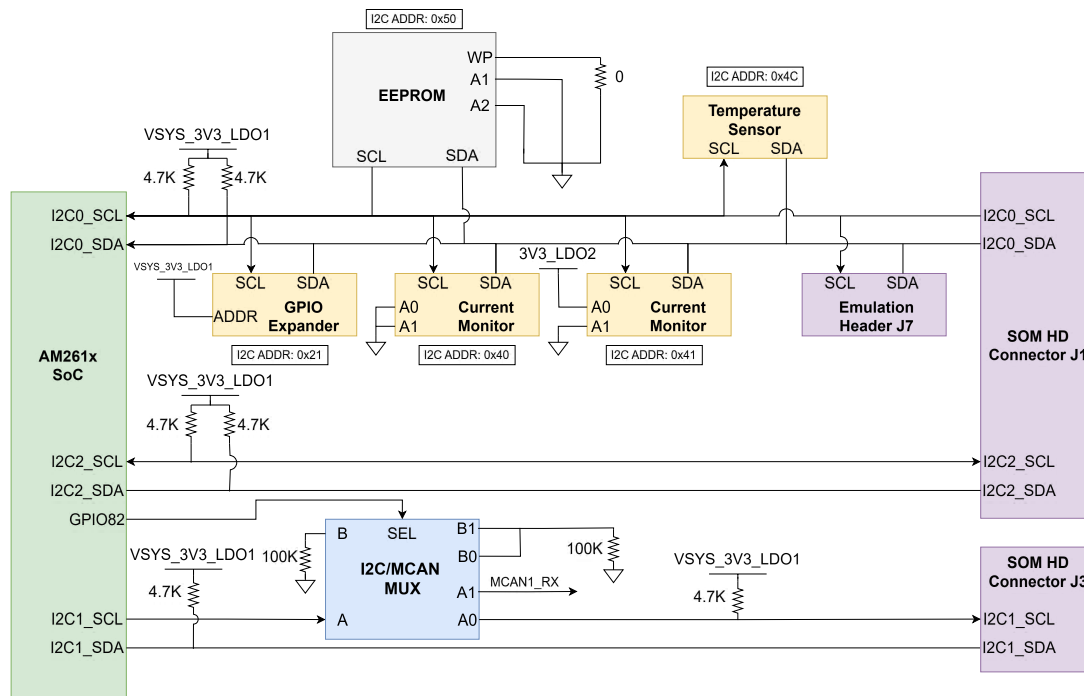 I2C ADDR: 0x50
EEPROM
WP
A1
A2
0
SCL
SDA
I2C ADDR: 0x4C
Temperature
Sensor
SCL
SDA
VSYS_3V3_LDO1
4.7K
4.7K
I2C0_SCL
I2C0_SDA
I2C0_SCL
I2C0_SDA
VSYS_3V3_LDO1
SCL
SDA
GPIO
Expander
ADDR
I2C ADDR: 0x21
SCL
SDA
A0
A1
Current
Monitor
I2C ADDR: 0x40
3V3_LDO2
SCL
SDA
A0
A1
Current
Monitor
I2C ADDR: 0x41
SCL
SDA
Emulation
Header J7
AM261x
SoC
SOM HD
Connector J1
VSYS_3V3_LDO1
4.7K
4.7K
I2C2_SCL
I2C2_SDA
I2C2_SCL
I2C2_SDA
GPIO82
B
SEL
B1
B0
100K
I2C/MCAN
MUX
100K
A
A1
A0
MCAN1_RX
VSYS_3V3_LDO1
4.7K
VSYS_3V3_LDO1
4.7K
SOM HD
Connector J3
I2C1_SCL
I2C1_SDA
I2C1_SCL
I2C1_SDA